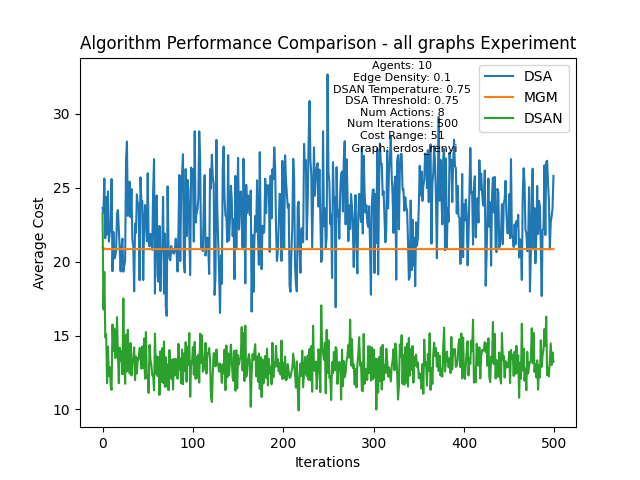 Algorithm Performance Comparison - all graphs Experiment
Agents: 10
Edge Density: 0.1
DSAN Temperature: 0.75
DSA Threshold: 0.75
Num Actions: 8
Num Iterations: 500
Cost Range: 51
Graph: erdos_renyi
DSA
MGM
DSAN
Average Cost
30
25
20
15
10
0
100
200
300
400
500
Iterations